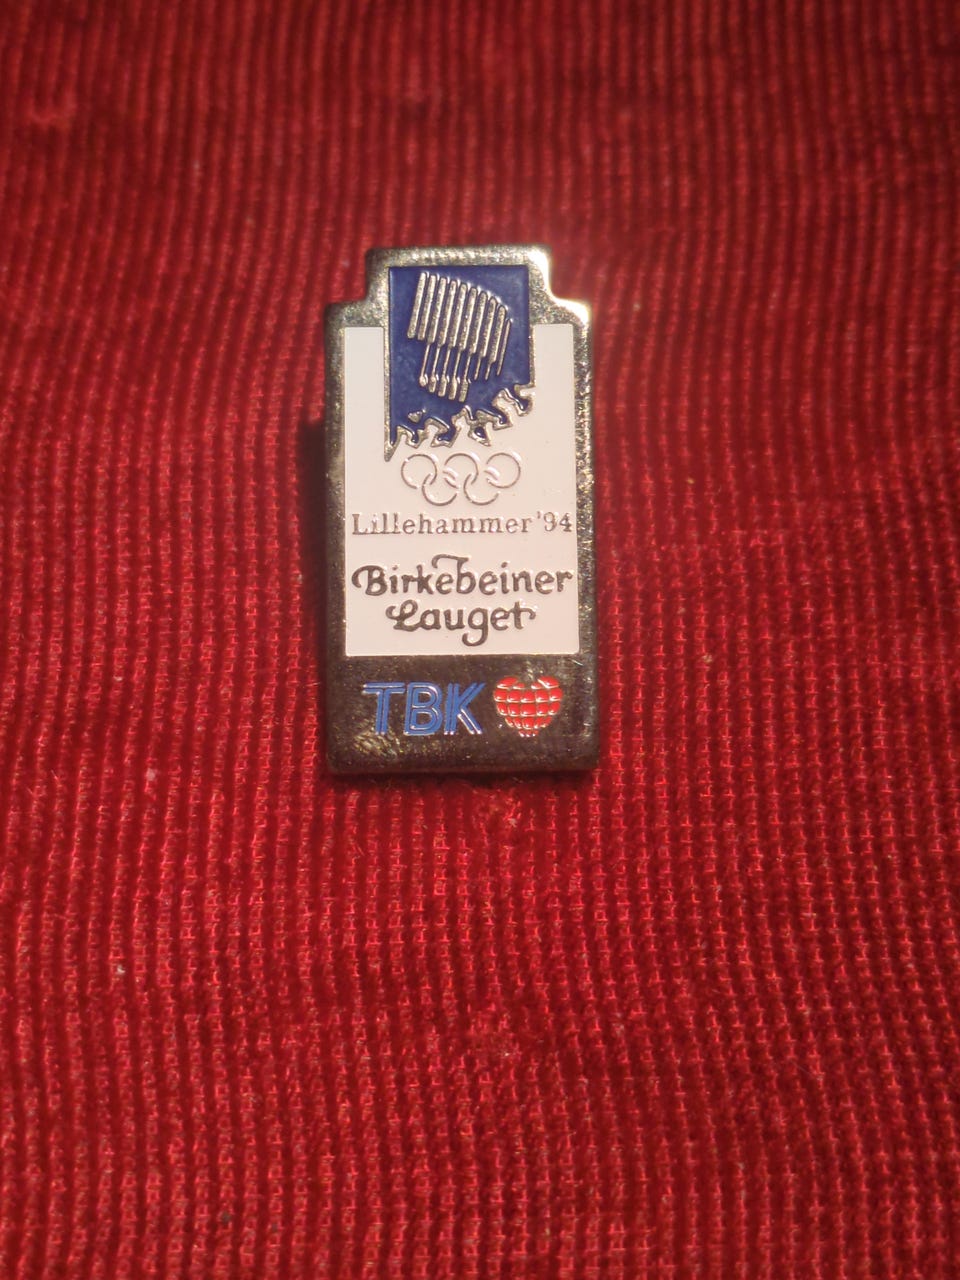 Lillehammer '94
Birkebeiner
Lauget
TBK